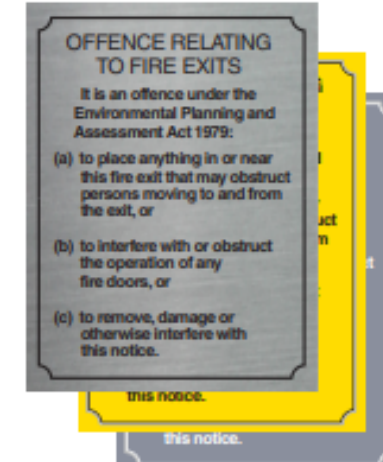 OFFENCE RELATING
TO FIRE EXITS
It is an offence under the
Environmental Planning and
Assessment Act 1979:
(a) to place anything in or near
this fire exit that may obstruct
persons moving to and from
the exit, or
(b) to interfere with or obstruct
the operation of any
fire doors, or
(c) to remove, damage or
otherwise interfere with
this notice.
this notice.
this notice.